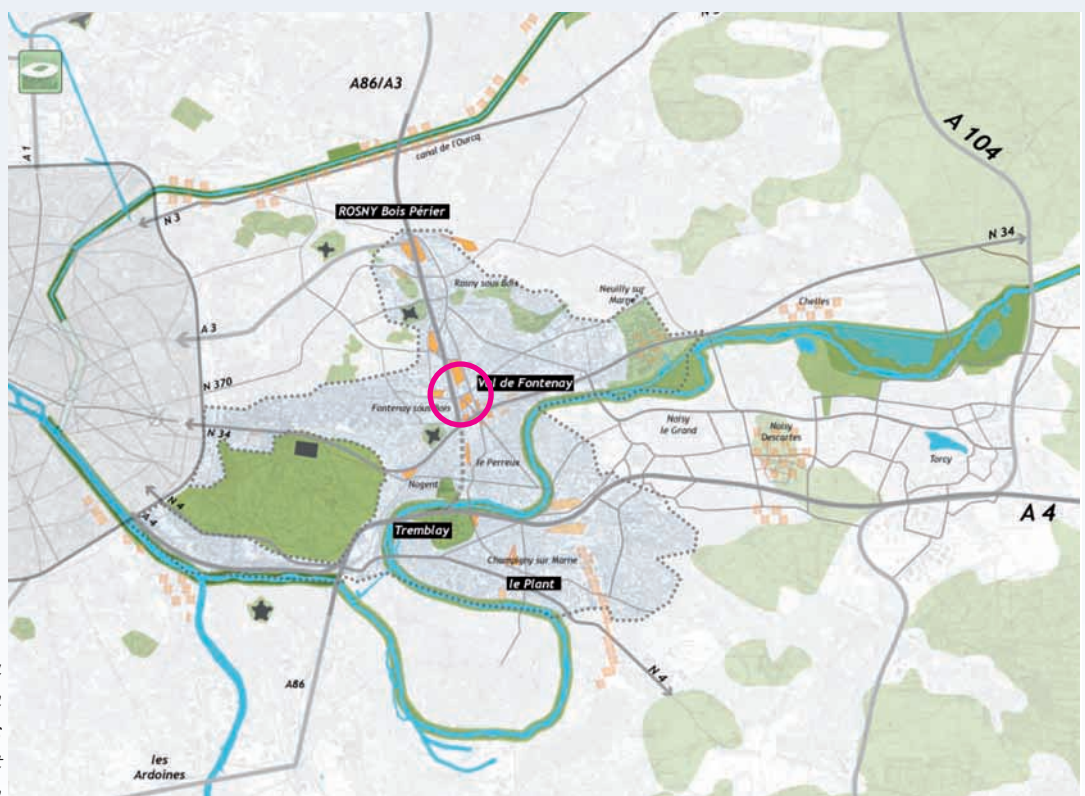 A86/A3
A 1
canal de l'Ourcq
A 104
N 3
ROSNY Bois Périer
N 34
Rosny sous Bois
Neuilly sur
Marne
Chelles
A 3
N 370
Val de Fontenay
Fontenay sous Bois
N 34
Noisy
le Grand
Noisy
Descartes
Torcy
le Perreux
Nogent
N 4
A 4
A 4
Tremblay
Champigny sur Marne
le Plant
N 4
A86
les
Ardoines